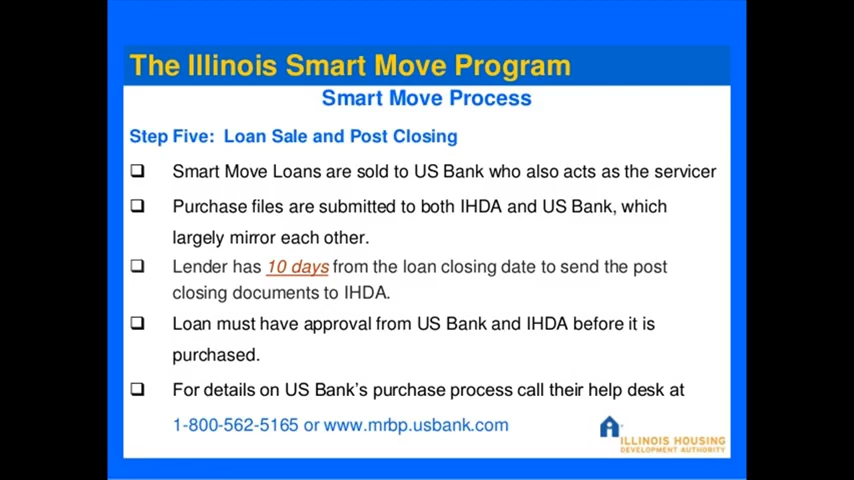 The Illinois Smart Move Program
Smart Move Process
Step Five: Loan Sale and Post Closing
Smart Move Loans are sold to US Bank who also acts as the servicer
Purchase files are submitted to both IHDA and US Bank, which
largely mirror each other.
Lender has 10 days from the loan closing date to send the post
closing documents to IHDA.
Loan must have approval from US Bank and IHDA before it is
purchased.
For details on US Bank's purchase process call their help desk at
1-800-562-5165 or www.mrbp.usbank.com
ILLINOIS HOUSING
DEVELOPMENT AUTHORITY